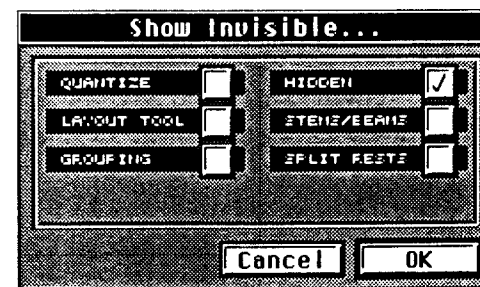 Show Invisible...
QUANTIZE HIDDEN
LAYOUT TOOL STEMS/BEAMS
GROUPING SPLIT RESTS
Cancel OK